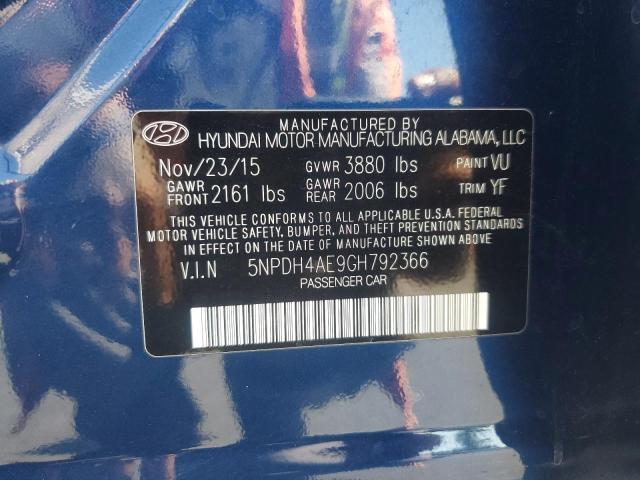 MANUFACTURED BY
HYUNDAI MOTOR MANUFACTURING ALABAMA, LLC
Nov/23/15 GVWR 3880 lbs PAINT VU
GAWR FRONT 2161 lbs GAWR REAR 2006 lbs TRIM YF
THIS VEHICLE CONFORMS TO ALL APPLICABLE U.S.A. FEDERAL
MOTOR VEHICLE SAFETY, BUMPER, AND THEFT PREVENTION STANDARDS
IN EFFECT ON THE DATE OF MANUFACTURE SHOWN ABOVE.
V.I.N 5NPDH4AE9GH792366
PASSENGER CAR